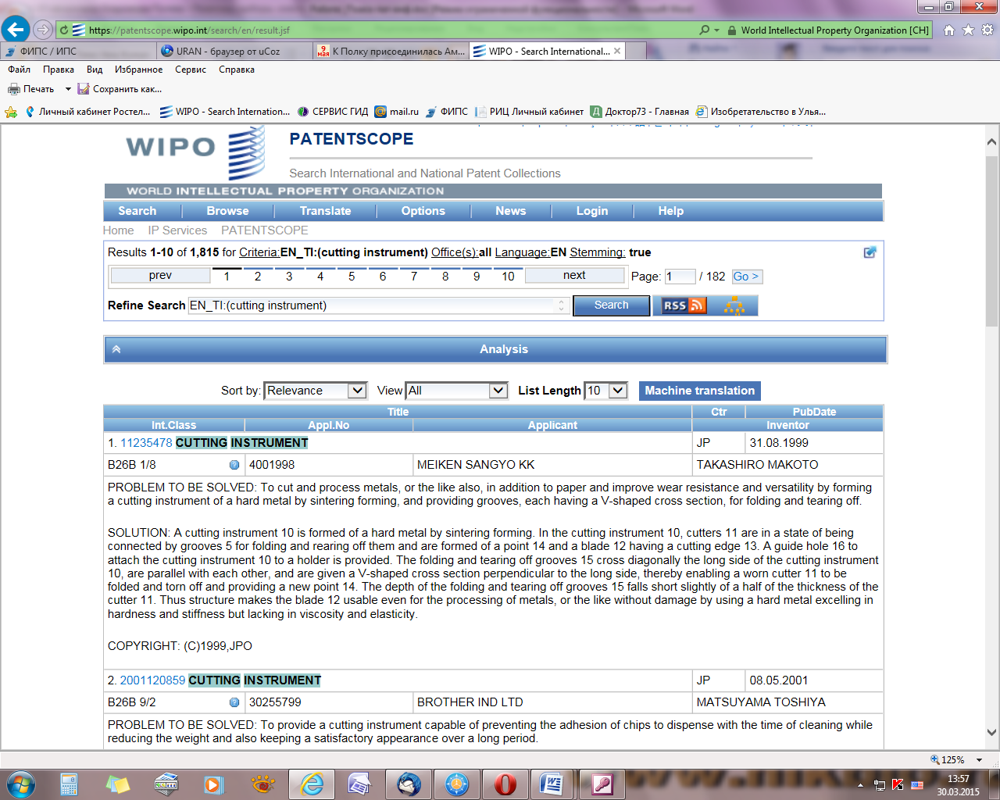 https://patentscope.wipo.int/search/en/result.jsf
World Intellectual Property Organization [CH]
ФИПС / ИПС
URAN - браузер от uCoz
К Полку присоединилась Ам...
WIPO - Search International...
Файл Правка Вид Избранное Сервис Справка
Печать Сохранить как...
Личный кабинет Ростел... WIPO - Search Internation... СЕРВИС ГИД mail.ru ФИПС РИЦ Личный кабинет Доктор73 - Главная Изобретательство в Улья...
WIPO
PATENTSCOPE
Search International and National Patent Collections
WORLD INTELLECTUAL PROPERTY ORGANIZATION
Search Browse Translate Options News Login Help
Home IP Services PATENTSCOPE
Results 1-10 of 1,815 for Criteria:EN_TI:(cutting instrument) Office(s):all Language:EN Stemming: true
prev 1 2 3 4 5 6 7 8 9 10 next Page: 1 / 182 Go >
Refine Search EN_TI:(cutting instrument) Search RSS
Analysis
Sort by: Relevance View All List Length 10 Machine translation
Title Ctr PubDate
Int.Class Appl.No Applicant Inventor
1. 11235478 CUTTING INSTRUMENT JP 31.08.1999
B26B 1/8 4001998 MEIKEN SANGYO KK TAKASHIRO MAKOTO
PROBLEM TO BE SOLVED: To cut and process metals, or the like also, in addition to paper and improve wear resistance and versatility by forming
a cutting instrument of a hard metal by sintering forming, and providing grooves, each having a V-shaped cross section, for folding and tearing off.
SOLUTION: A cutting instrument 10 is formed of a hard metal by sintering forming. In the cutting instrument 10, cutters 11 are in a state of being
connected by grooves 5 for folding and rearing off them and are formed of a point 14 and a blade 12 having a cutting edge 13. A guide hole 16 to
attach the cutting instrument 10 to a holder is provided. The folding and tearing off grooves 15 cross diagonally the long side of the cutting instrument
10, are parallel with each other, and are given a V-shaped cross section perpendicular to the long side, thereby enabling a worn cutter 11 to be
folded and torn off and providing a new point 14. The depth of the folding and tearing off grooves 15 falls short slightly of a half of the thickness of the
cutter 11. Thus structure makes the blade 12 usable even for the processing of metals, or the like without damage by using a hard metal excelling in
hardness and stiffness but lacking in viscosity and elasticity.
COPYRIGHT: (C)1999,JPO
2. 2001120859 CUTTING INSTRUMENT JP 08.05.2001
B26B 9/2 30255799 BROTHER IND LTD MATSUYAMA TOSHIYA
PROBLEM TO BE SOLVED: To provide a cutting instrument capable of preventing the adhesion of chips to dispense with the time of cleaning while
reducing the weight and also keeping a satisfactory appearance over a long period.
125%
13:57
30.03.2015